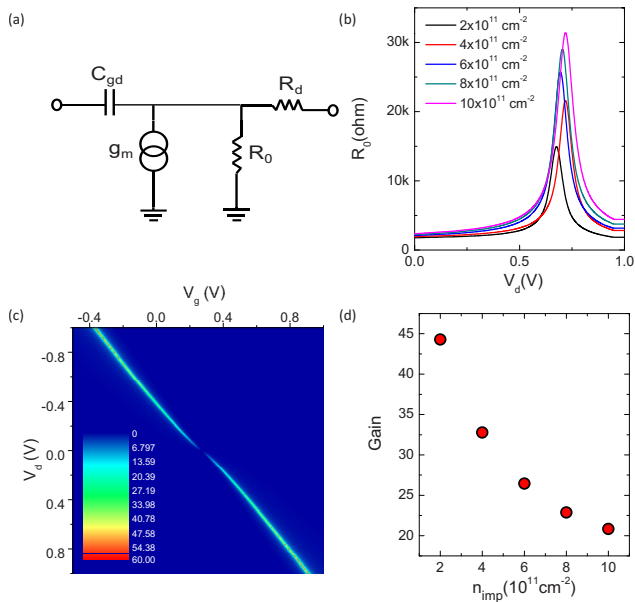 (a)
C_gd
R_d
g_m
R_0
(b)
2x10^11 cm^-2
4x10^11 cm^-2
6x10^11 cm^-2
8x10^11 cm^-2
10x10^11 cm^-2
30k
20k
10k
0
R_0(ohm)
0.0 0.5 1.0
V_d(V)
(c)
V_g (V)
-0.4 0.0 0.4 0.8
-0.8
-0.4
0.0
0.4
0.8
V_d (V)
0
6.797
13.59
20.39
27.19
33.98
40.78
47.58
54.38
60.00
(d)
45
40
35
30
25
20
Gain
2 4 6 8 10
n_imp(10^11cm^-2)